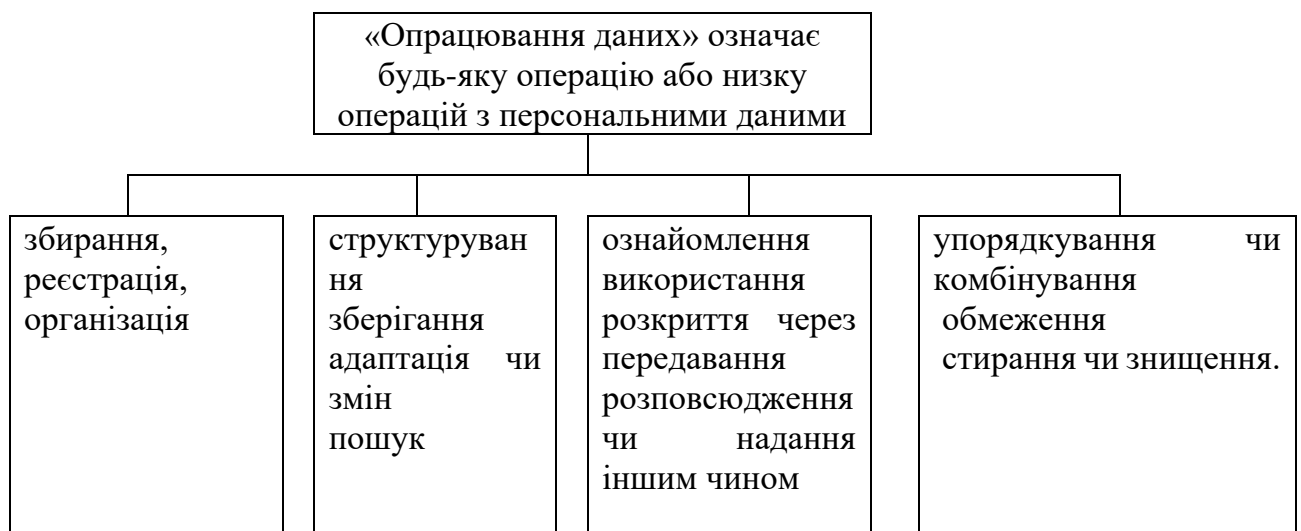 «Опрацювання даних» означає
будь-яку операцію або низку
операцій з персональними даними
збирання,
реєстрація,
організація
структуруван
ня
зберігання
адаптація чи
змін
пошук
ознайомлення
використання
розкриття через
передавання
розповсюдження
чи надання
іншим чином
упорядкування чи
комбінування
обмеження
стирання чи знищення.